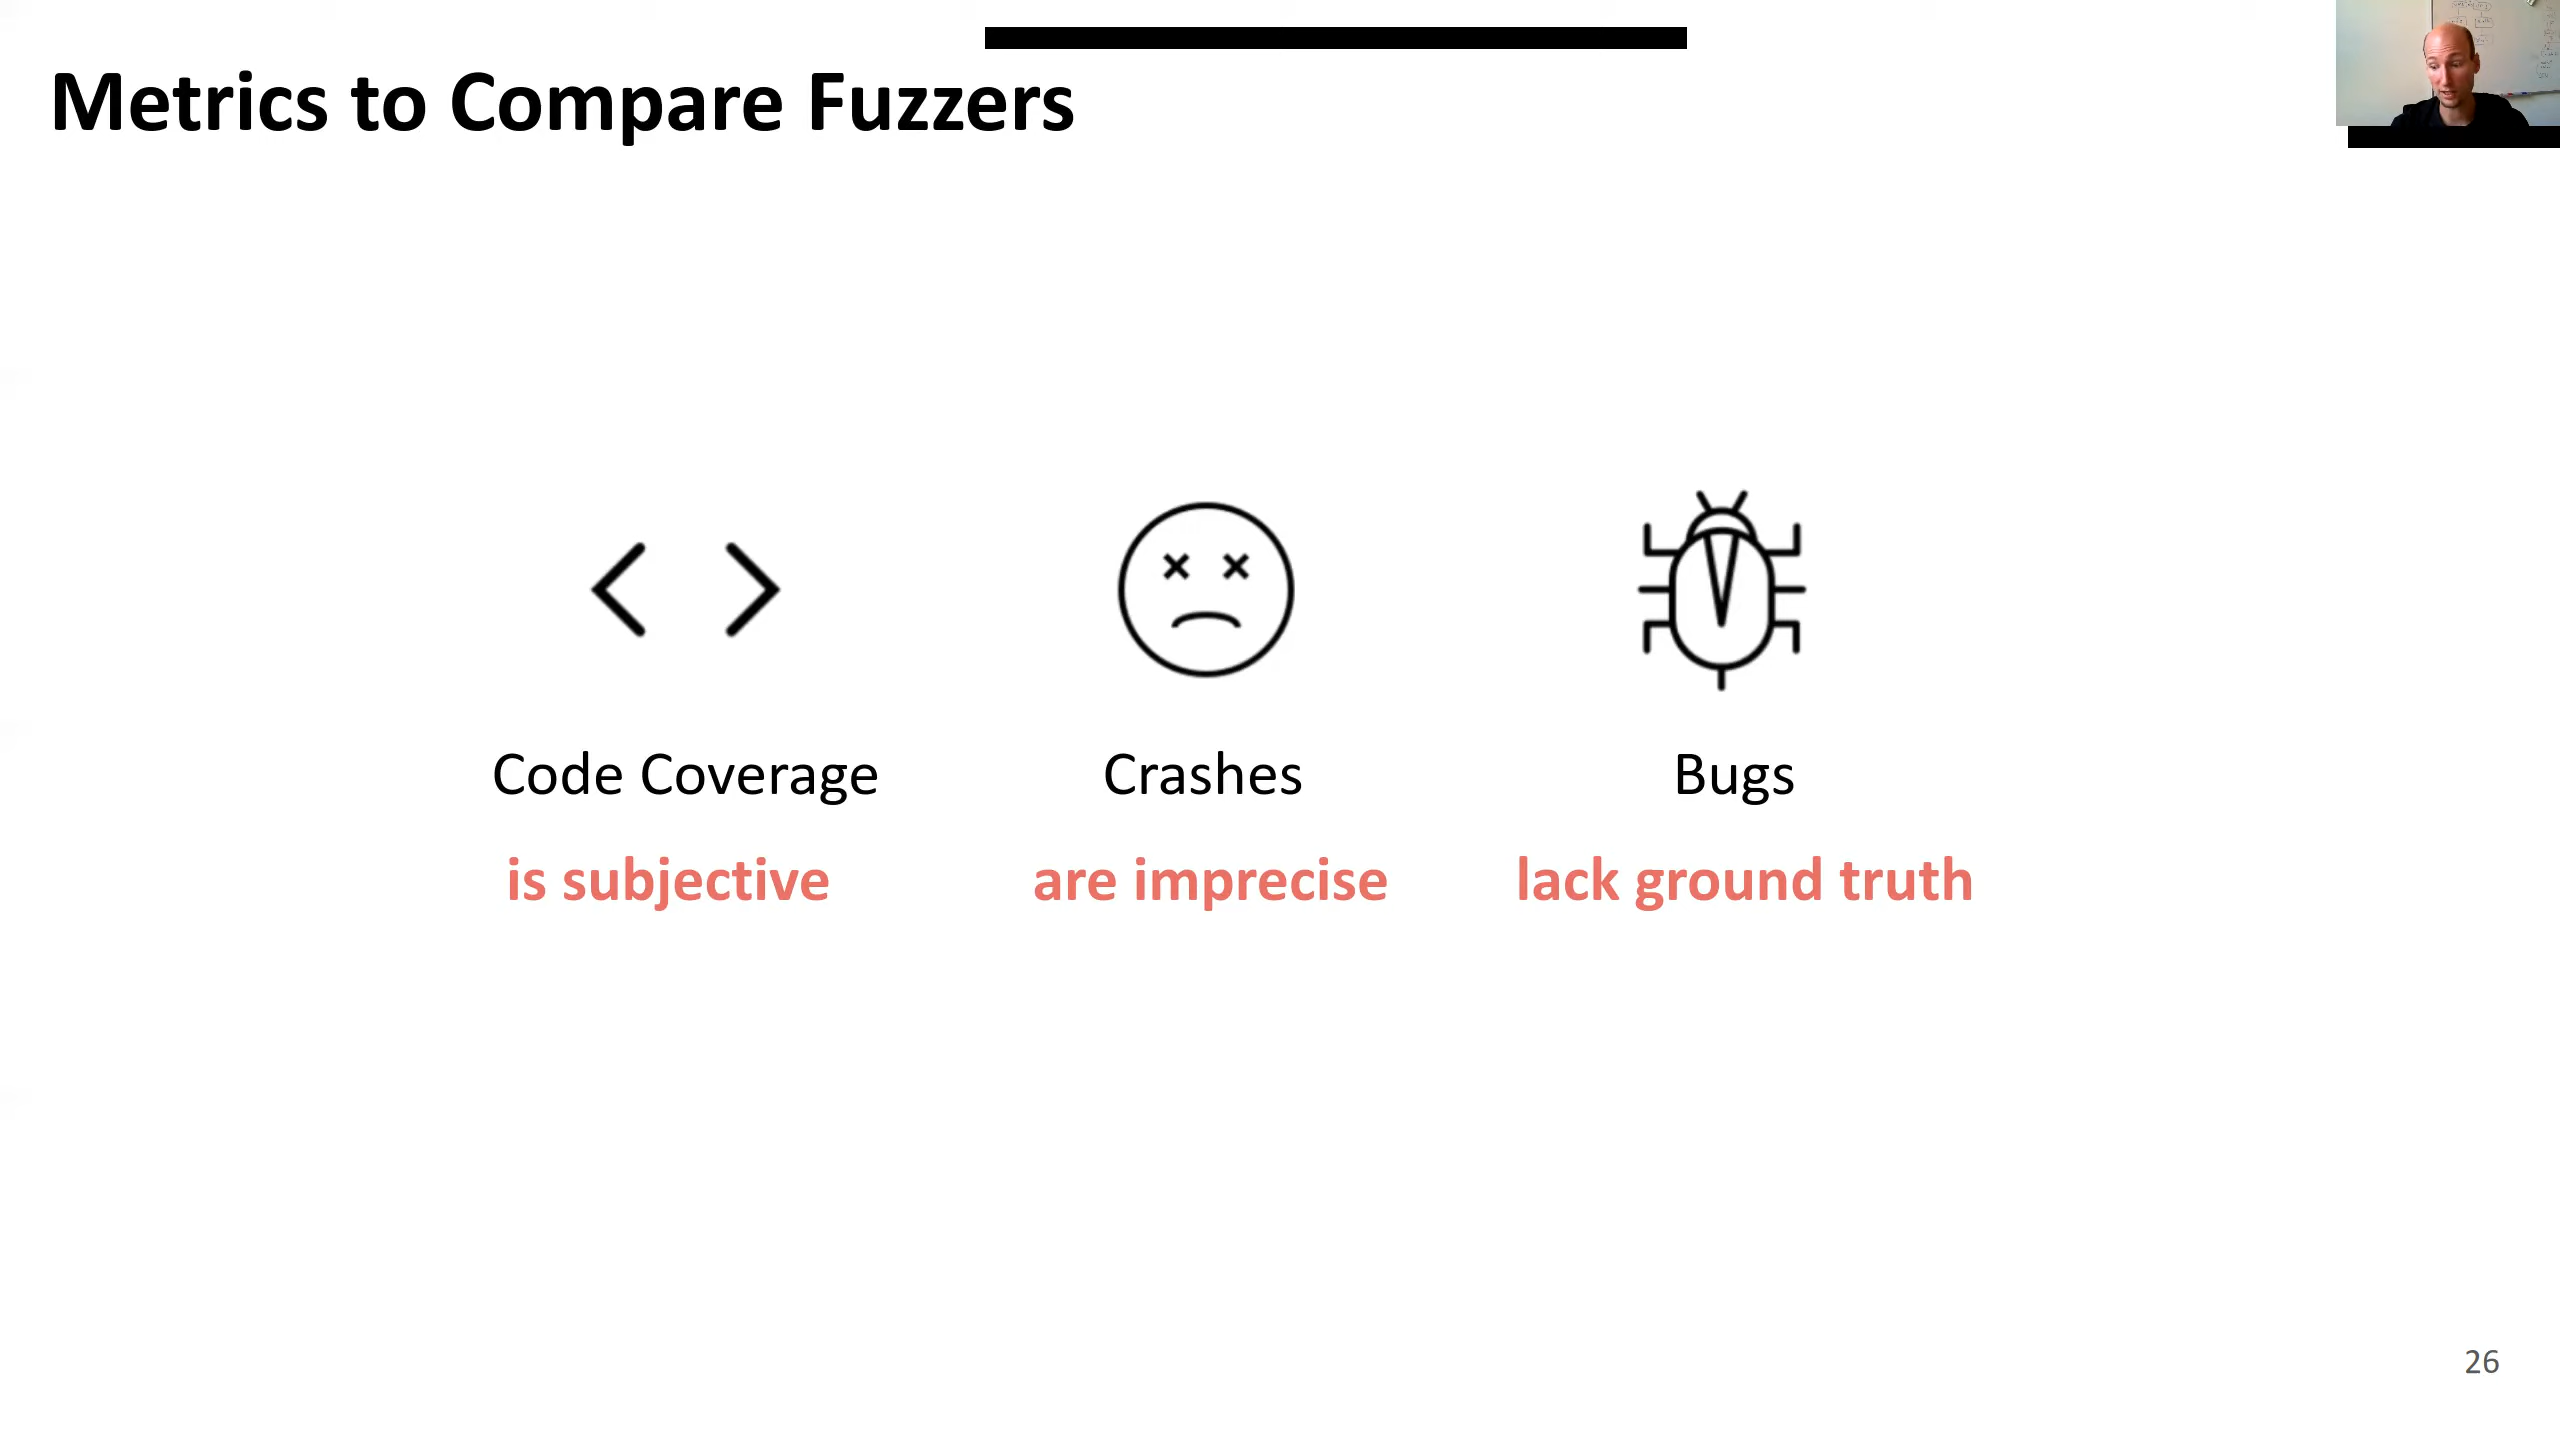 Metrics to Compare Fuzzers
Code Coverage
is subjective
Crashes
are imprecise
Bugs
lack ground truth
26